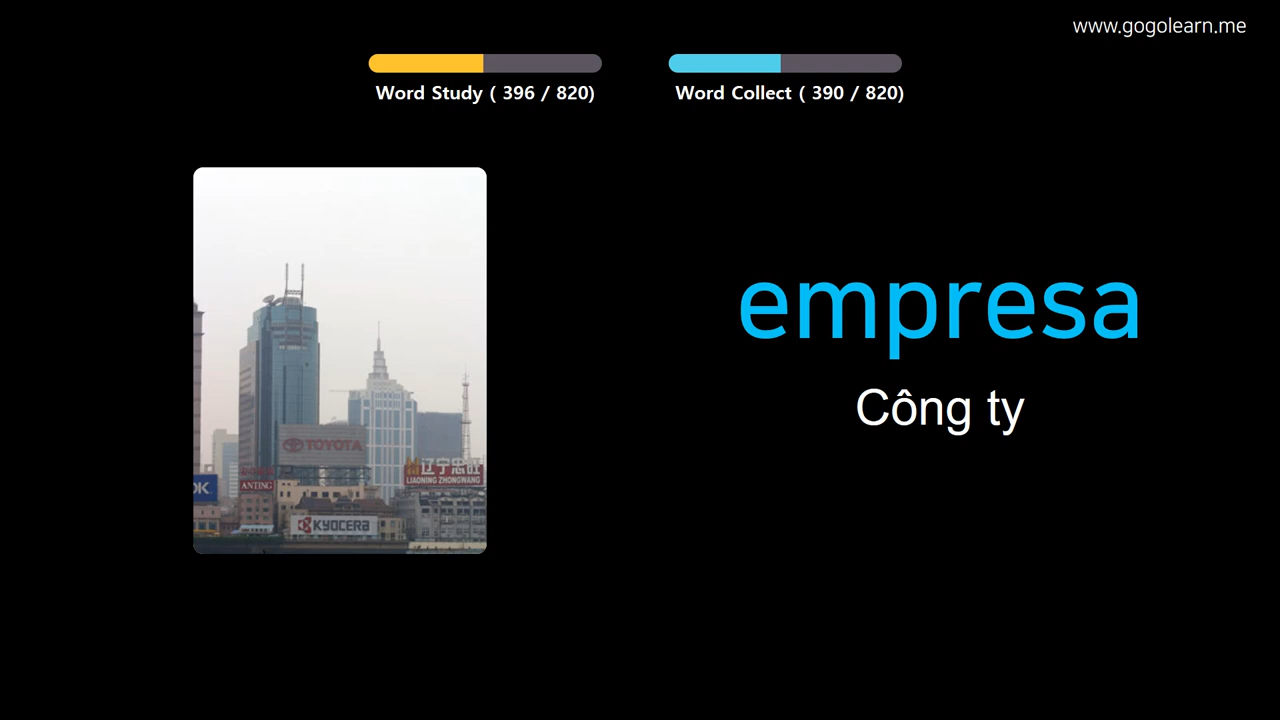 www.gogolearn.me
Word Study ( 396 / 820)
Word Collect ( 390 / 820)
empresa
Công ty
TOYOTA
辽宁忠旺
LIAONING ZHONGWANG
ANTING
OK
KYOCERA